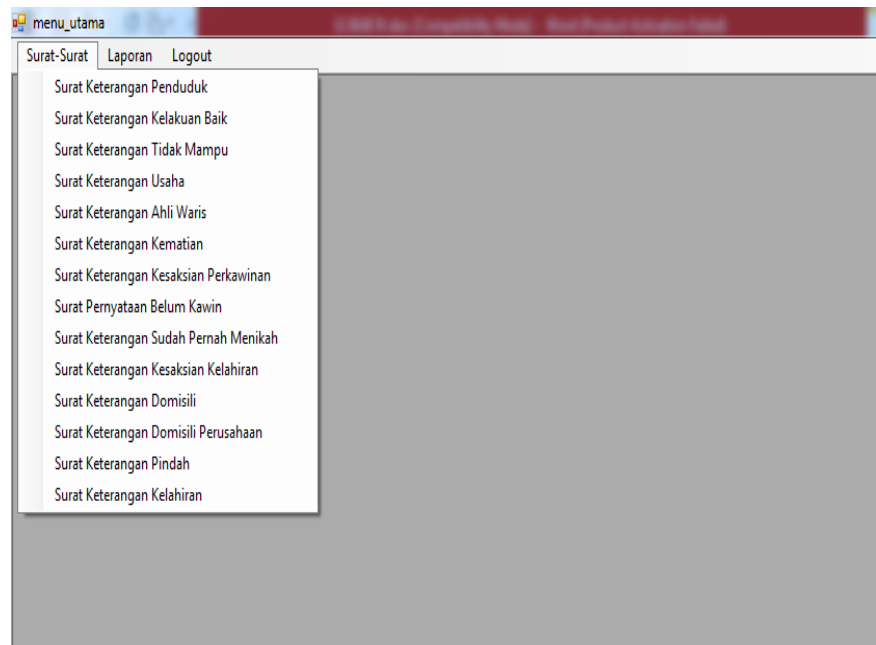 menu_utama
Surat-Surat Laporan Logout
Surat Keterangan Penduduk
Surat Keterangan Kelakuan Baik
Surat Keterangan Tidak Mampu
Surat Keterangan Usaha
Surat Keterangan Ahli Waris
Surat Keterangan Kematian
Surat Keterangan Kesaksian Perkawinan
Surat Pernyataan Belum Kawin
Surat Keterangan Sudah Pernah Menikah
Surat Keterangan Kesaksian Kelahiran
Surat Keterangan Domisili
Surat Keterangan Domisili Perusahaan
Surat Keterangan Pindah
Surat Keterangan Kelahiran